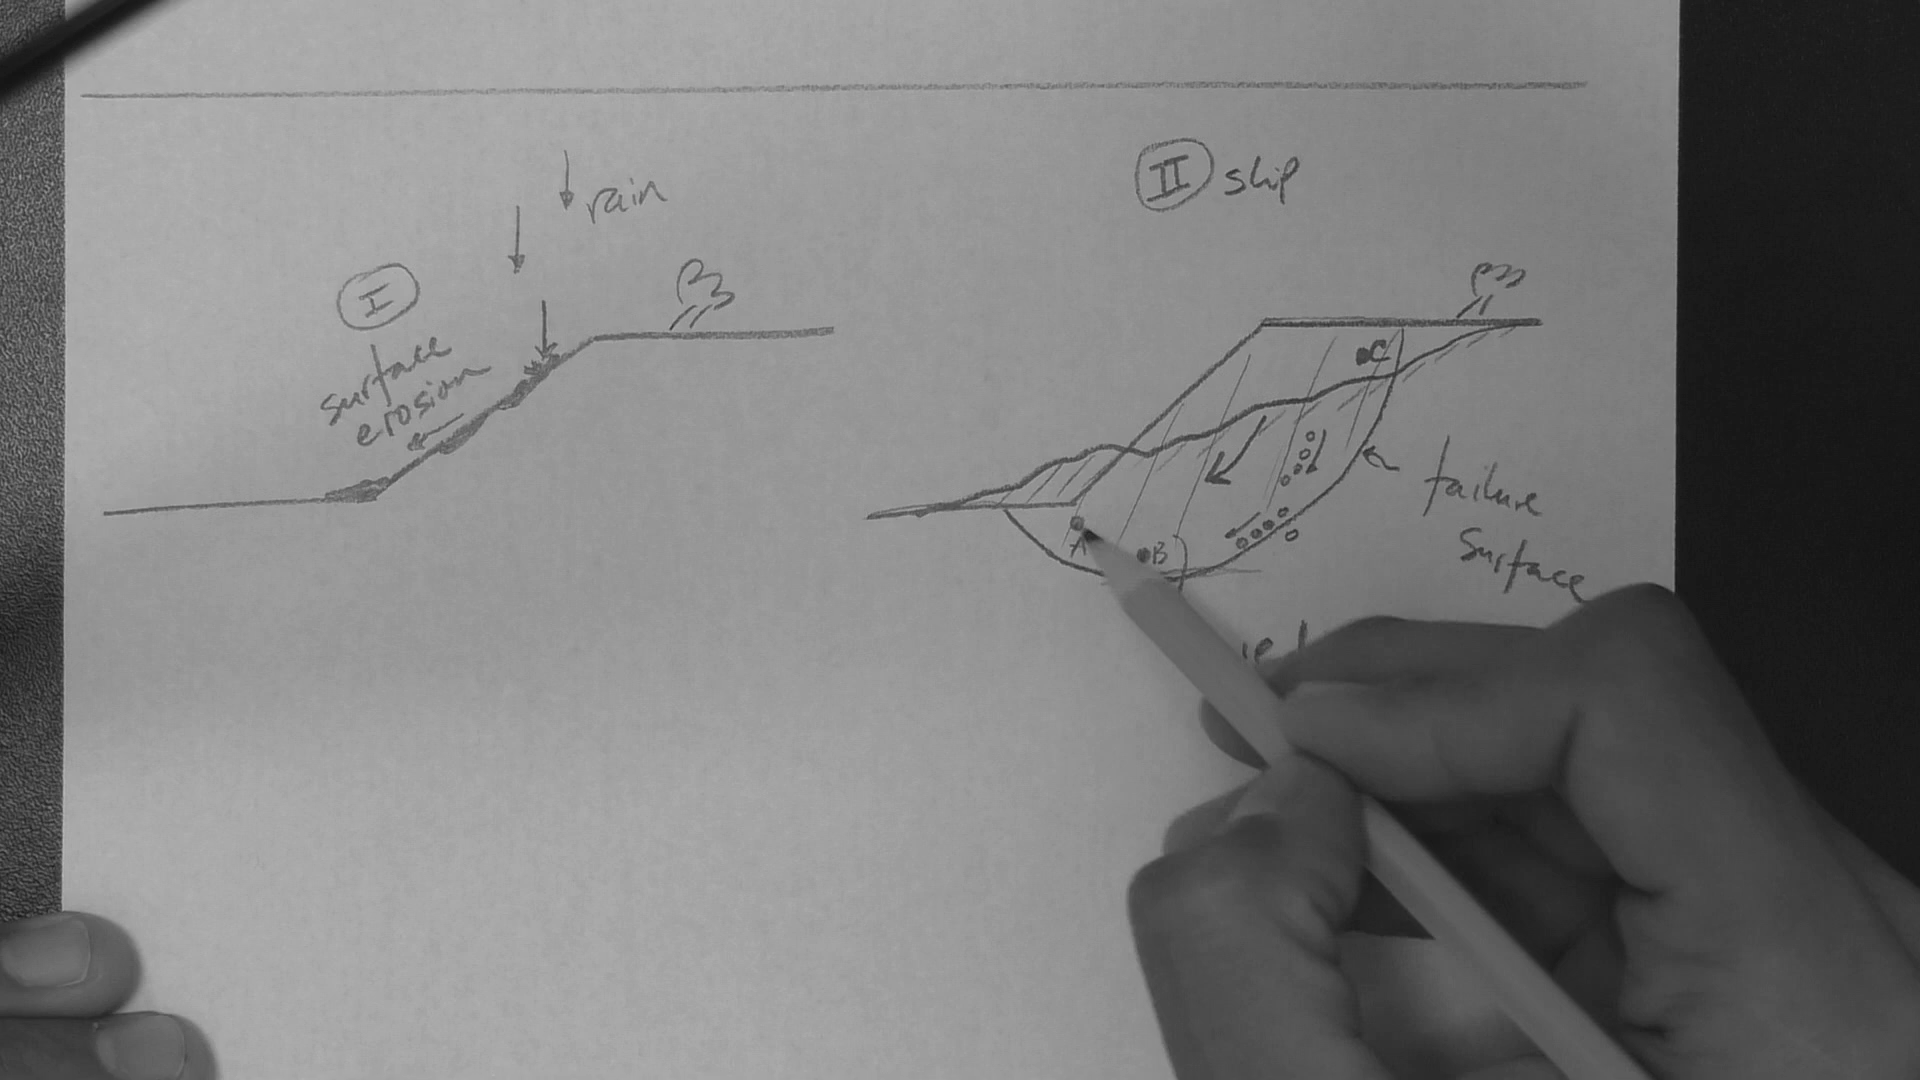 rain
I
surface
erosion
II slip
C
failure
surface
A
B